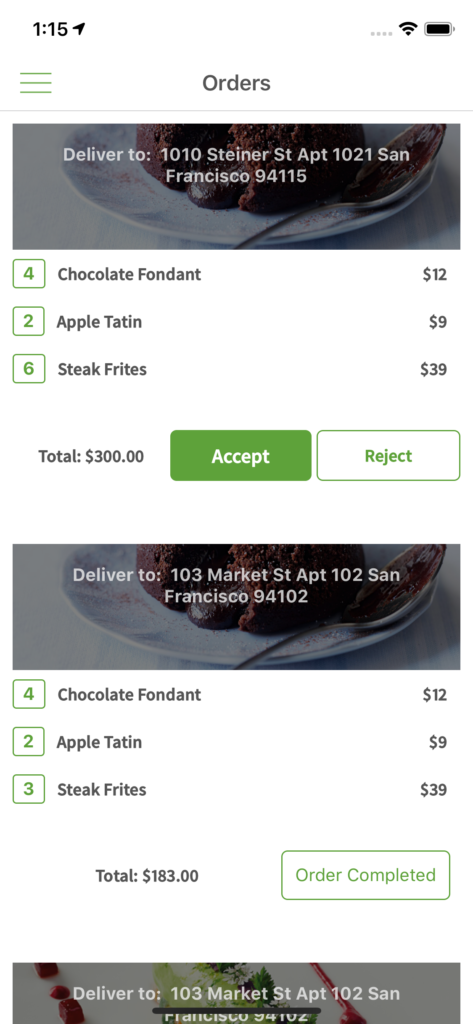 1:15
Orders
Deliver to: 1010 Steiner St Apt 1021 San
Francisco 94115
4 Chocolate Fondant $12
2 Apple Tatin $9
6 Steak Frites $39
Total: $300.00 Accept Reject
Deliver to: 103 Market St Apt 102 San
Francisco 94102
4 Chocolate Fondant $12
2 Apple Tatin $9
3 Steak Frites $39
Total: $183.00 Order Completed
Deliver to: 103 Market St Apt 102 San
Francisco 94102